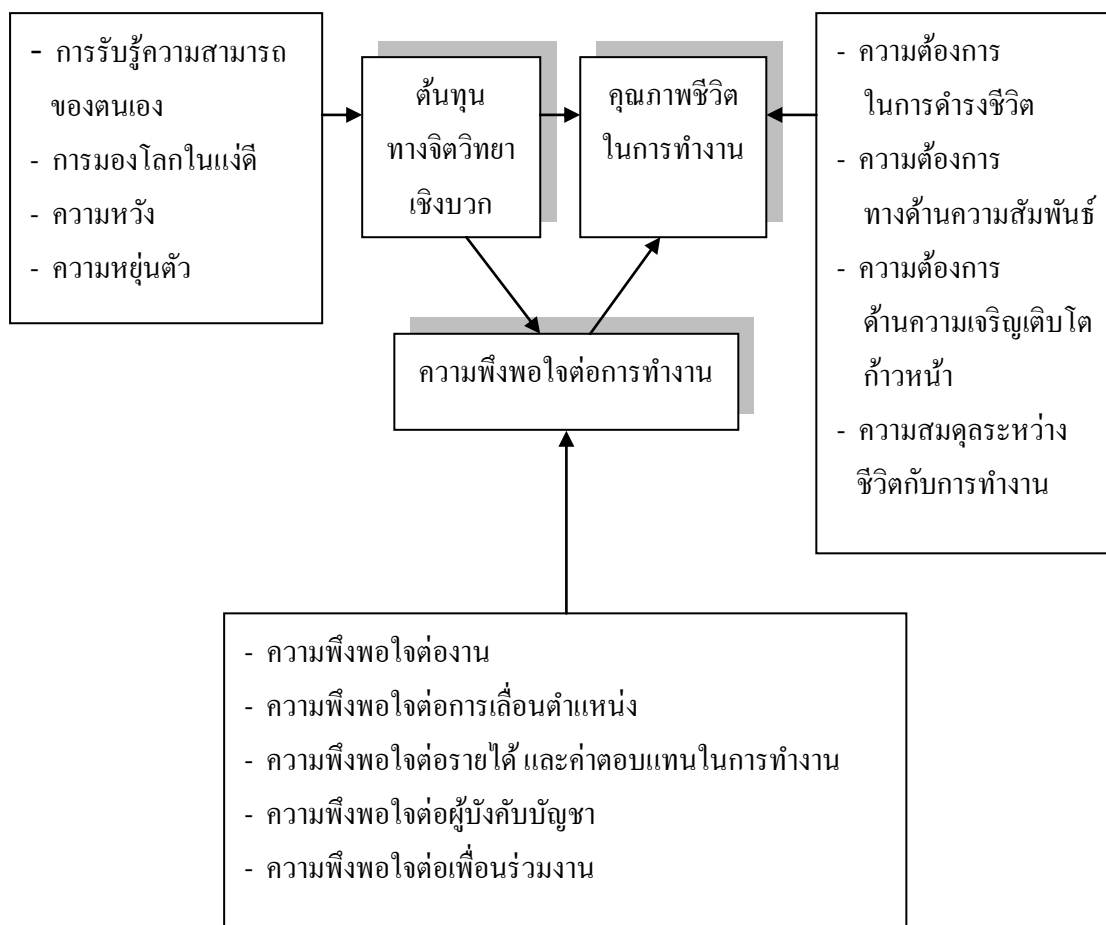 - การรับรู้ความสามารถ
ของตนเอง
- การมองโลกในแง่ดี
- ความหวัง
- ความหยุ่นตัว
ต้นทุน
ทางจิตวิทยา
เชิงบวก
คุณภาพชีวิต
ในการทำงาน
- ความต้องการ
ในการดำรงชีวิต
- ความต้องการ
ทางด้านความสัมพันธ์
- ความต้องการ
ด้านความเจริญเติบโต
ก้าวหน้า
- ความสมดุลระหว่าง
ชีวิตกับการทำงาน
ความพึงพอใจต่อการทำงาน
- ความพึงพอใจต่องาน
- ความพึงพอใจต่อการเลื่อนตำแหน่ง
- ความพึงพอใจต่อรายได้ และค่าตอบแทนในการทำงาน
- ความพึงพอใจต่อผู้บังคับบัญชา
- ความพึงพอใจต่อเพื่อนร่วมงาน